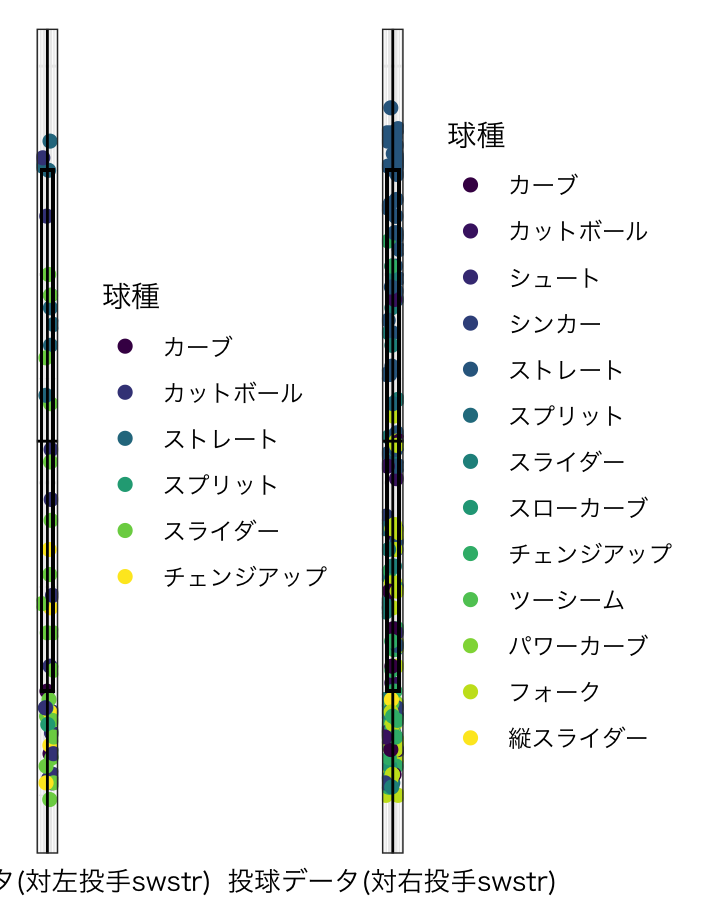 球種
カーブ
カットボール
ストレート
スプリット
スライダー
チェンジアップ
球種
カーブ
カットボール
シュート
シンカー
ストレート
スプリット
スライダー
スローカーブ
チェンジアップ
ツーシーム
パワーカーブ
フォーク
縦スライダー
タ(対左投手swstr)
投球データ(対右投手swstr)